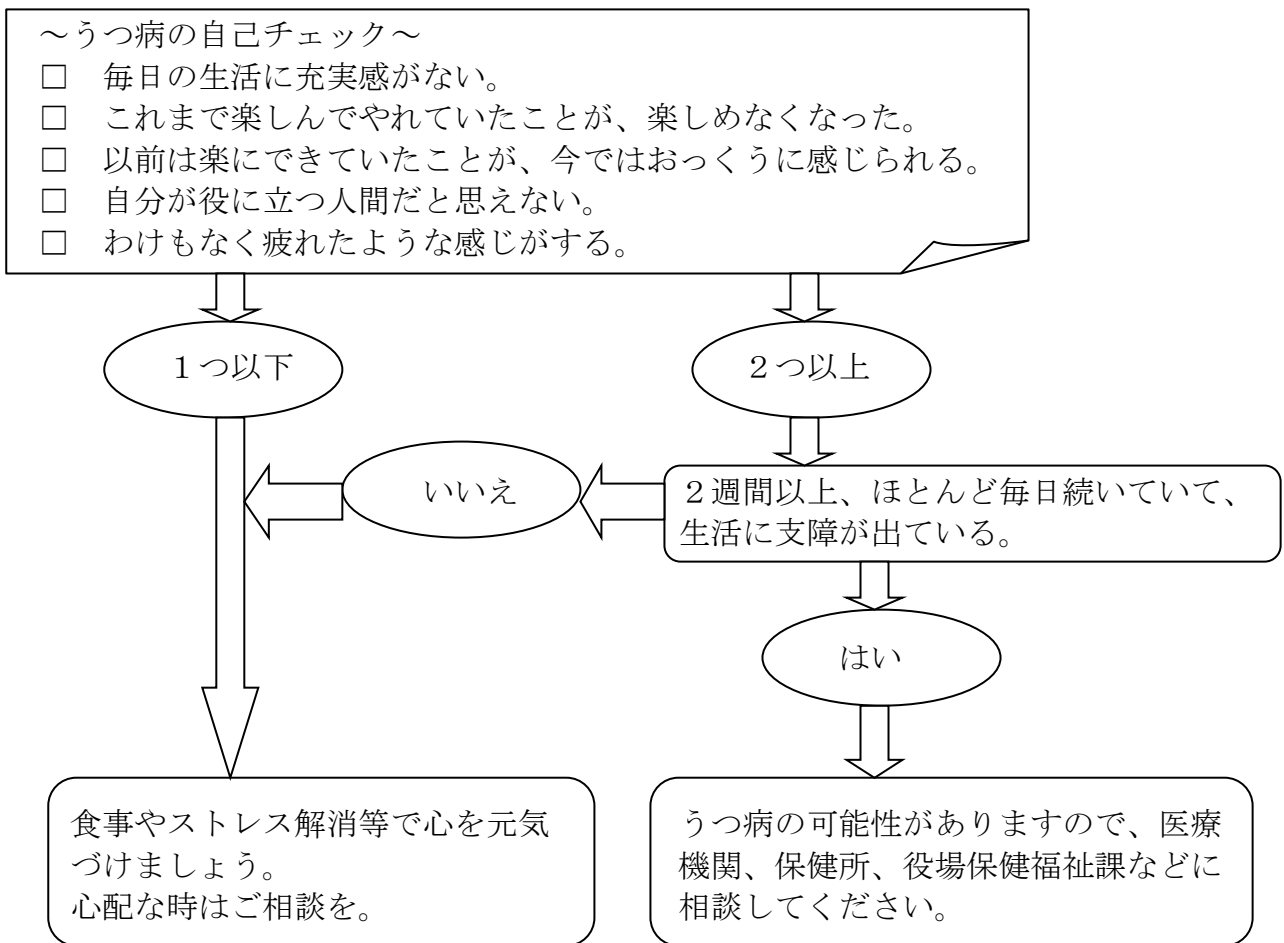 ～うつ病の自己チェック～
□ 毎日の生活に充実感がない。
□ これまで楽しんでやれていたことが、楽しめなくなった。
□ 以前は楽にできていたことが、今ではおっくうに感じられる。
□ 自分が役に立つ人間だと思えない。
□ わけもなく疲れたような感じがする。
１つ以下
２つ以上
いいえ
２週間以上、ほとんど毎日続いていて、
生活に支障が出ている。
はい
食事やストレス解消等で心を元気
づけましょう。
心配な時はご相談を。
うつ病の可能性がありますので、医療
機関、保健所、役場保健福祉課などに
相談してください。